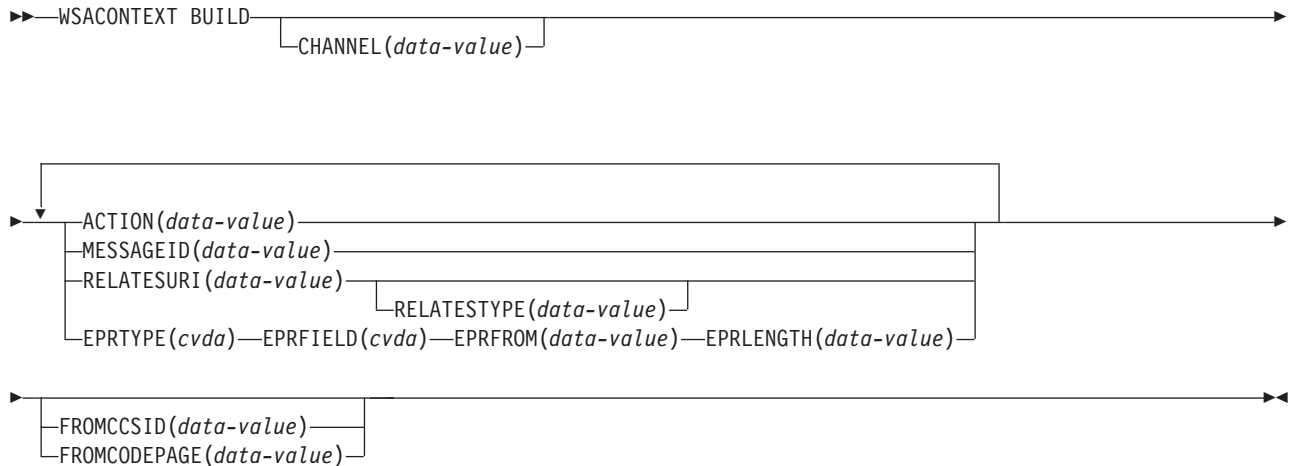 WSACONTEXT BUILD
CHANNEL(data-value)
ACTION(data-value)
MESSAGEID(data-value)
RELATESURI(data-value)
RELATESTYPE(data-value)
EPRTYPE(cvda) EPRFIELD(cvda) EPRFROM(data-value) EPRLENGTH(data-value)
FROMCCSID(data-value)
FROMCODEPAGE(data-value)